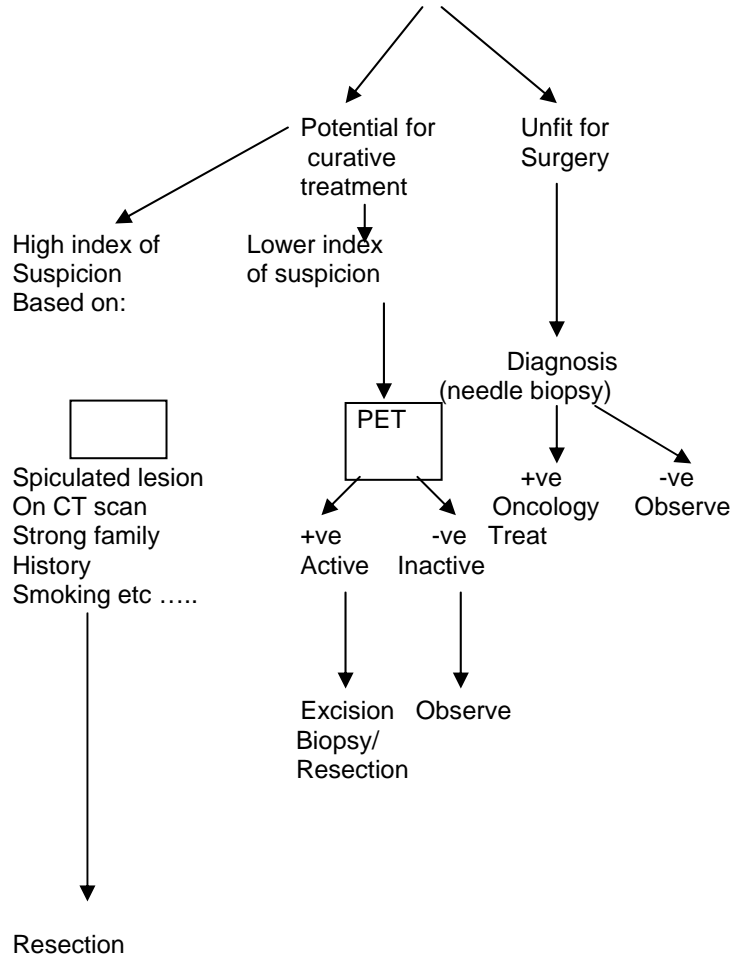 Potential for
curative
treatment
Unfit for
Surgery
High index of
Suspicion
Based on:
Lower index
of suspicion
Diagnosis
(needle biopsy)
PET
Spiculated lesion
On CT scan
Strong family
History
Smoking etc …..
+ve
Active
-ve
Inactive
+ve
Oncology
Treat
-ve
Observe
Excision
Biopsy/
Resection
Observe
Resection